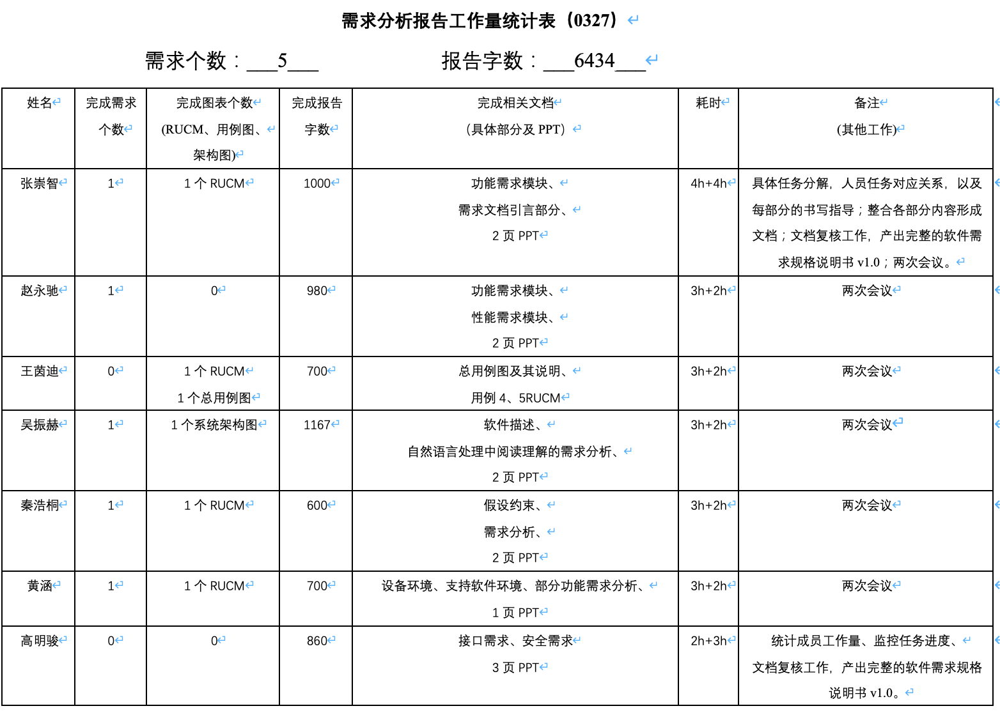 需求分析报告工作量统计表（0327）
需求个数：___5___ 报告字数：___6434___
姓名 完成需求 完成图表个数 完成报告 完成相关文档 耗时 备注
个数 (RUCM、用例图、 字数 （具体部分及 PPT） (其他工作)
架构图)
张崇智 1 1 个 RUCM 1000 功能需求模块、 4h+4h 具体任务分解，人员任务对应关系，以及
需求文档引言部分、 每部分的书写指导；整合各部分内容形成
2 页 PPT 文档；文档复核工作，产出完整的软件需
求规格说明书 v1.0；两次会议。
赵永驰 1 0 980 功能需求模块、 3h+2h 两次会议
性能需求模块、
2 页 PPT
王茵迪 0 1 个 RUCM 700 总用例图及其说明、 3h+2h 两次会议
1 个总用例图 用例 4、5RUCM
吴振赫 1 1 个系统架构图 1167 软件描述、 3h+2h 两次会议
自然语言处理中阅读理解的需求分析、
2 页 PPT
秦浩桐 1 1 个 RUCM 600 假设约束、 3h+2h 两次会议
需求分析、
2 页 PPT
黄涵 1 1 个 RUCM 700 设备环境、支持软件环境、部分功能需求分析、 3h+2h 两次会议
1 页 PPT
高明骏 0 0 860 接口需求、安全需求 2h+3h 统计成员工作量、监控任务进度、
3 页 PPT 文档复核工作，产出完整的软件需求规格
说明书 v1.0。